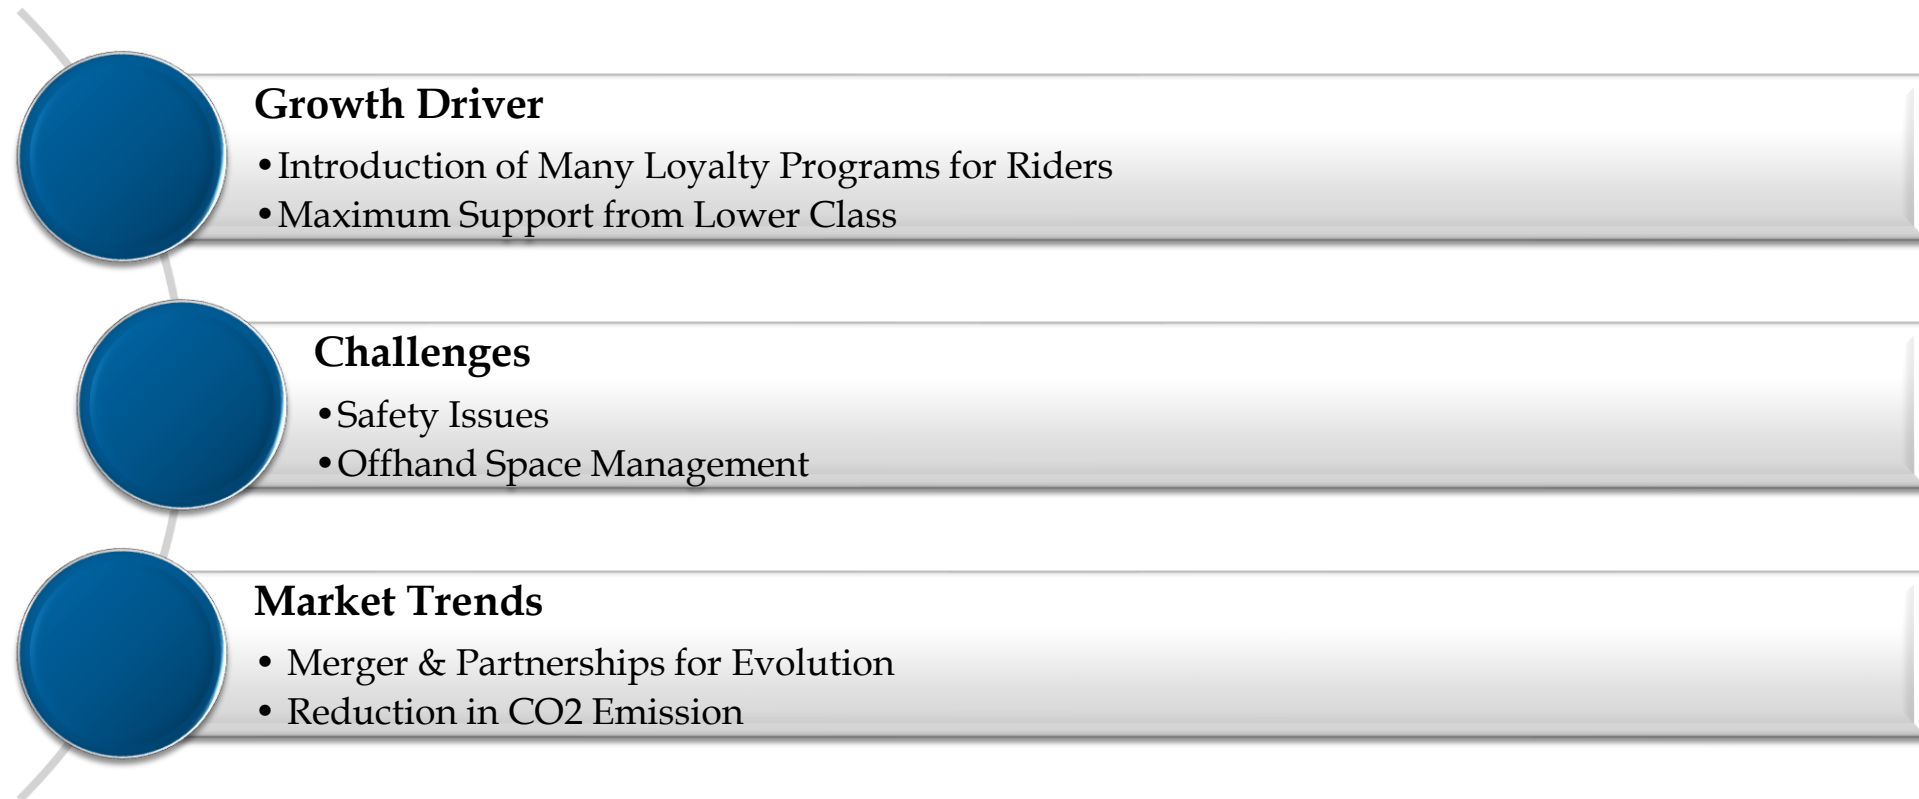 Growth Driver
•Introduction of Many Loyalty Programs for Riders
•Maximum Support from Lower Class
Challenges
•Safety Issues
•Offhand Space Management
Market Trends
• Merger & Partnerships for Evolution
• Reduction in CO2 Emission